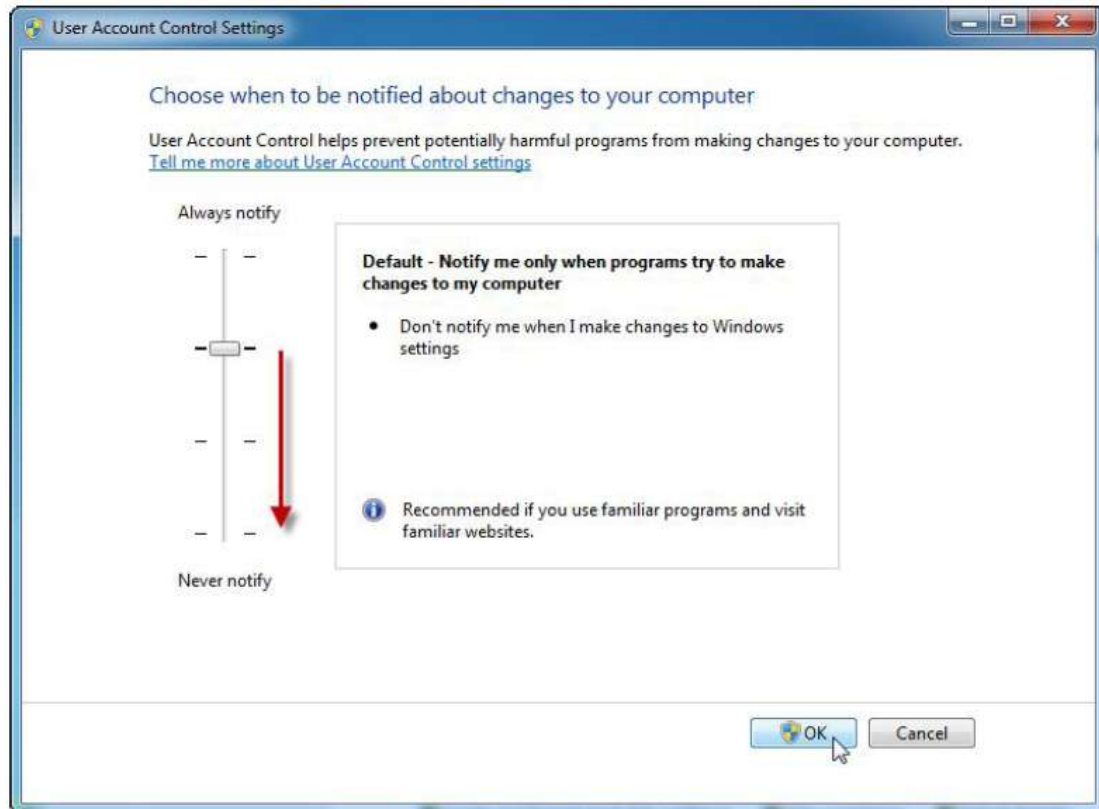 User Account Control Settings
Choose when to be notified about changes to your computer
User Account Control helps prevent potentially harmful programs from making changes to your computer.
Tell me more about User Account Control settings
Always notify
Default - Notify me only when programs try to make
changes to my computer
• Don't notify me when I make changes to Windows
settings
Recommended if you use familiar programs and visit
familiar websites.
Never notify
OK
Cancel